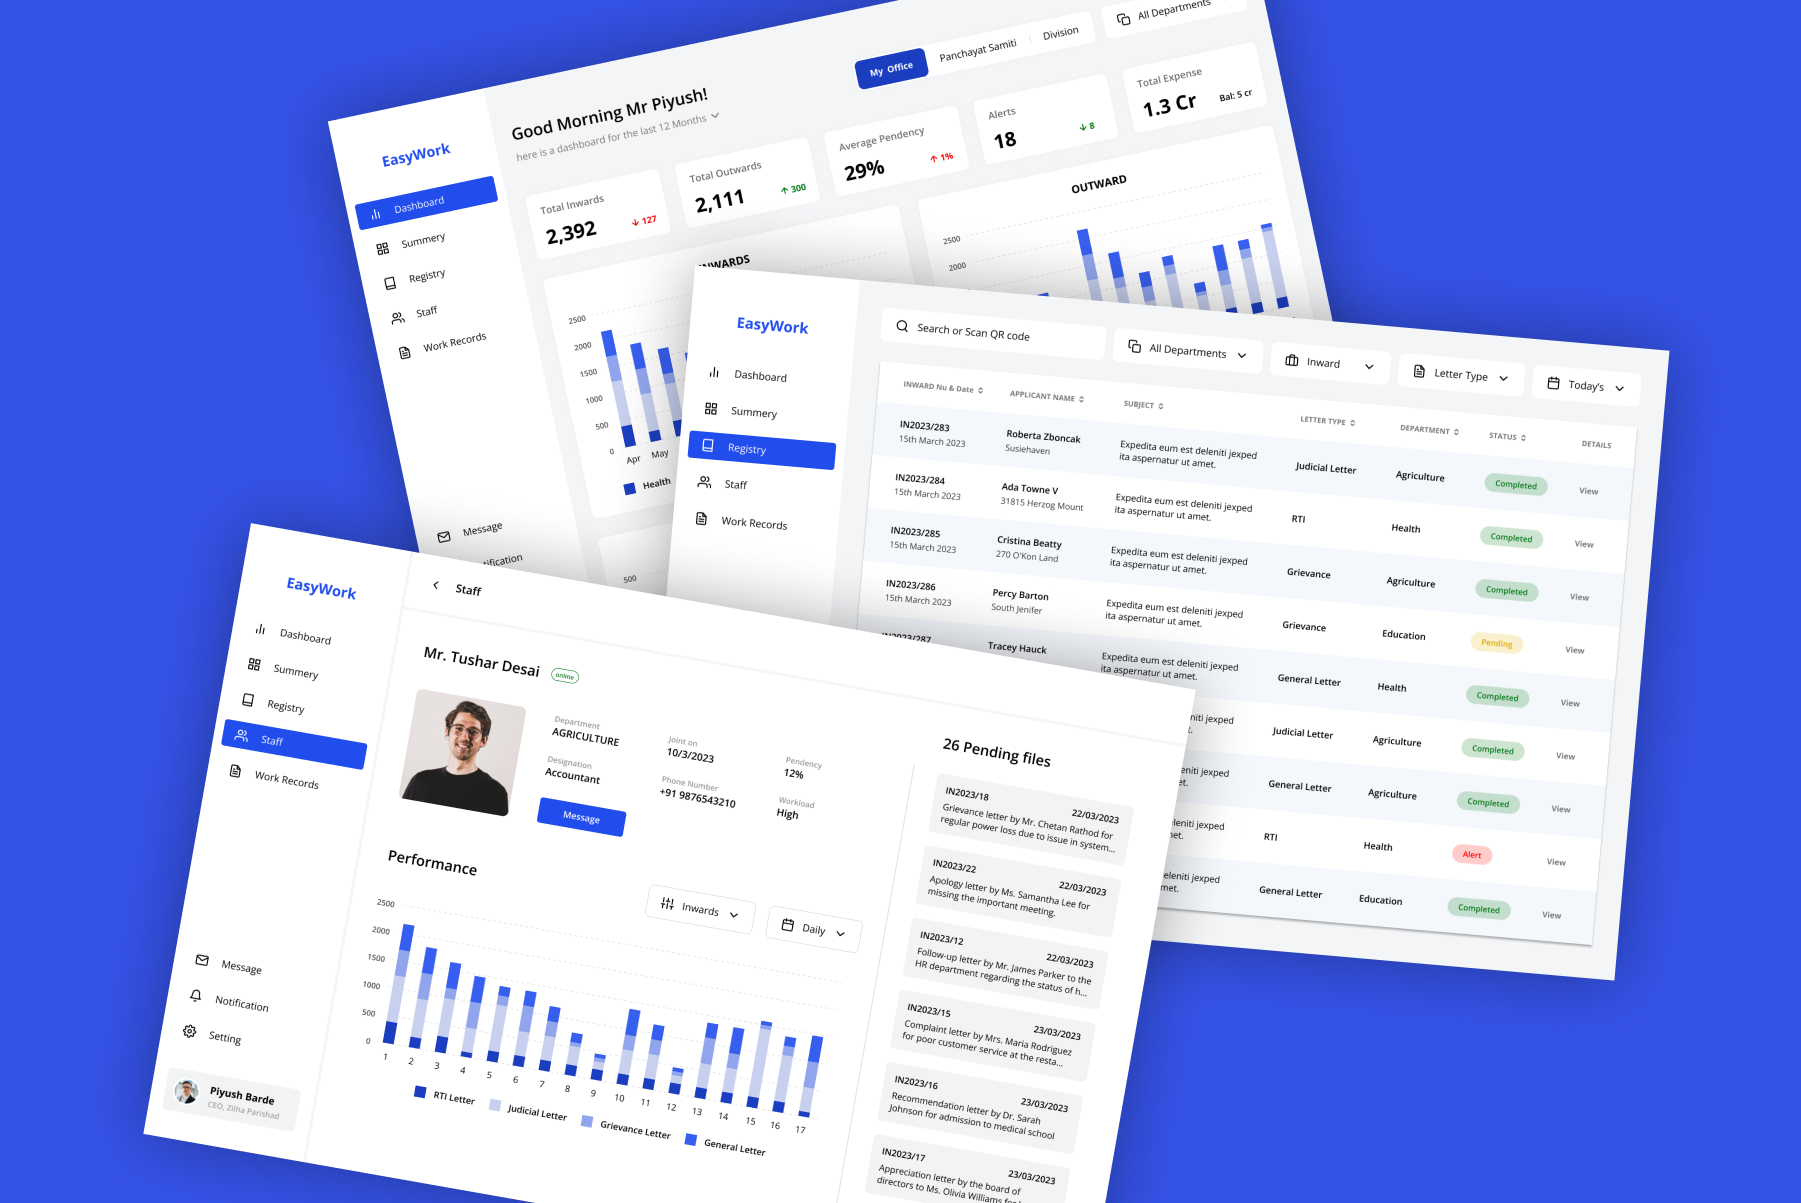 EasyWork
Dashboard
Summery
Registry
Staff
Work Records
Message
Good Morning Mr Piyush!
here is a dashboard for the last 12 Months
My Office
Panchayat Samiti
Division
All Departments
Total Inwards
2,392
127
Total Outwards
2,111
300
Average Pendency
29%
1%
Alerts
18
8
Total Expense
1.3 Cr
Bal: 5 cr
2500
2000
1500
1000
500
0
Apr
May
Health
500
OUTWARD
2500
2000
EasyWork
Dashboard
Summery
Registry
Staff
Work Records
Search or Scan QR code
All Departments
Inward
Letter Type
Today's
INWARD Nu & Date
APPLICANT NAME
SUBJECT
LETTER TYPE
DEPARTMENT
STATUS
DETAILS
IN2023/283
15th March 2023
Roberta Zboncak
Susiehaven
Expedita eum est deleniti jexped
ita aspernatur ut amet.
Judicial Letter
Agriculture
Completed
View
IN2023/284
15th March 2023
Ada Towne V
31815 Herzog Mount
Expedita eum est deleniti jexped
ita aspernatur ut amet.
RTI
Health
Completed
View
IN2023/285
15th March 2023
Cristina Beatty
270 O'Kon Land
Expedita eum est deleniti jexped
ita aspernatur ut amet.
Grievance
Agriculture
Completed
View
IN2023/286
15th March 2023
Percy Barton
South Jenifer
Expedita eum est deleniti jexped
ita aspernatur ut amet.
Grievance
Education
Pending
View
IN2023/287
Tracey Hauck
Expedita eum est deleniti jexped
ita aspernatur ut amet.
General Letter
Health
Completed
View
Judicial Letter
Agriculture
Completed
View
General Letter
Agriculture
Completed
View
RTI
Health
Alert
View
General Letter
Education
Completed
View
EasyWork
Dashboard
Summery
Registry
Staff
Work Records
Message
Notification
Setting
Piyush Barde
CEO, Zilha Parishad
Staff
Mr. Tushar Desai
online
Department
AGRICULTURE
Joint on
10/3/2023
Pendency
12%
Designation
Accountant
Phone Number
+91 9876543210
Workload
High
Message
Performance
Inwards
Daily
2500
2000
1500
1000
500
0
1 2 3 4 5 6 7 8 9 10 11 12 13 14 15 16 17
RTI Letter
Judicial Letter
Grievance Letter
General Letter
26 Pending files
IN2023/18
22/03/2023
Grievance letter by Mr. Chetan Rathod for
regular power loss due to issue in system...
IN2023/22
22/03/2023
Apology letter by Ms. Samantha Lee for
missing the important meeting.
IN2023/12
22/03/2023
Follow-up letter by Mr. James Parker to the
HR department regarding the status of h...
IN2023/15
23/03/2023
Complaint letter by Mrs. Maria Rodriguez
for poor customer service at the resta...
IN2023/16
23/03/2023
Recommendation letter by Dr. Sarah
Johnson for admission to medical school
IN2023/17
23/03/2023
Appreciation letter by the board of
directors to Ms. Olivia Williams